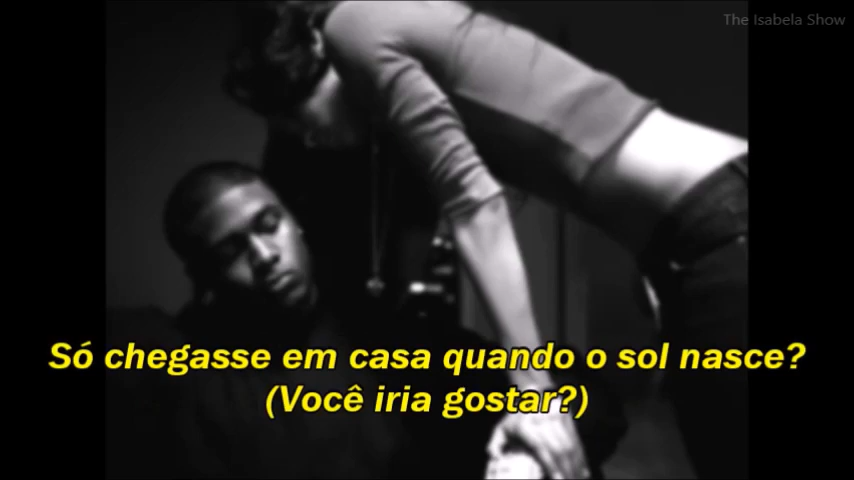 The Isabela Show
Só chegasse em casa quando o sol nasce?
(Você iria gostar?)